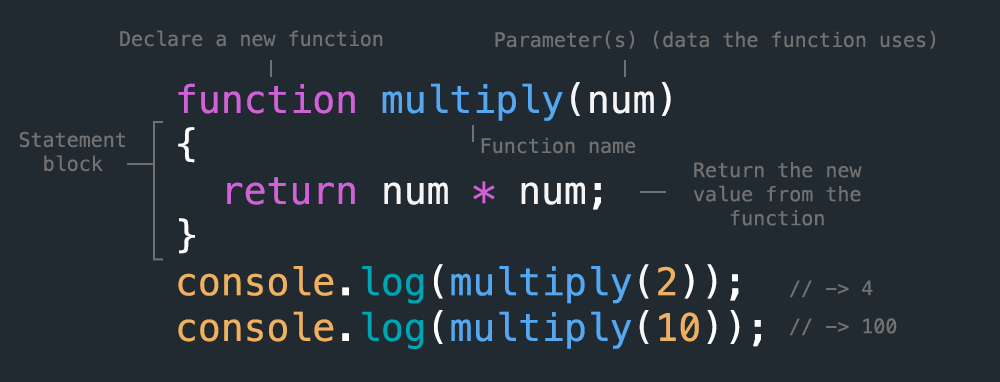 Declare a new function
Parameter(s) (data the function uses)
function multiply(num)
Statement
block
{
Function name
return num * num;
Return the new
value from the
function
}
console.log(multiply(2)); // -> 4
console.log(multiply(10)); // -> 100